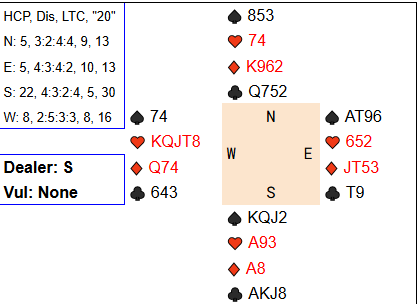 HCP, Dis, LTC, "20"
N: 5, 3:2:4:4, 9, 13
E: 5, 4:3:4:2, 10, 13
S: 22, 4:3:2:4, 5, 30
W: 8, 2:5:3:3, 8, 16
Dealer: S
Vul: None
♠ 853
♥ 74
♦ K962
♣ Q752
♠ 74
♥ KQJT8
♦ Q74
♣ 643
N
W E
S
♠ AT96
♥ 652
♦ JT53
♣ T9
♠ KQJ2
♥ A93
♦ A8
♣ AKJ8